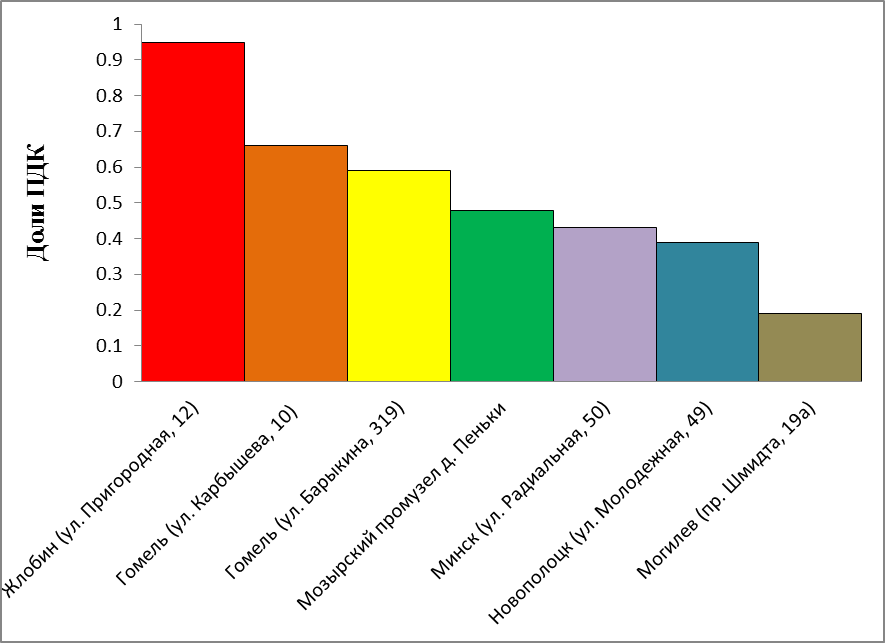 Доли ПДК
1
0.9
0.8
0.7
0.6
0.5
0.4
0.3
0.2
0.1
0
Жлобин (ул. Пригородная, 12)
Гомель (ул. Карбышева, 10)
Гомель (ул. Барыкина, 319)
Мозырский промузел д. Пеньки
Минск (ул. Радиальная, 50)
Новополоцк (ул. Молодежная, 49)
Могилев (пр. Шмидта, 19а)